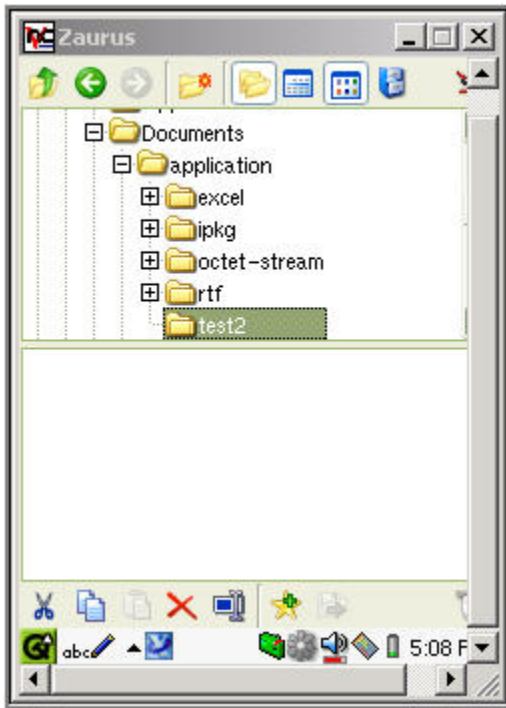 Zaurus
Documents
application
excel
ipkg
octet-stream
rtf
test2
abc
5:08